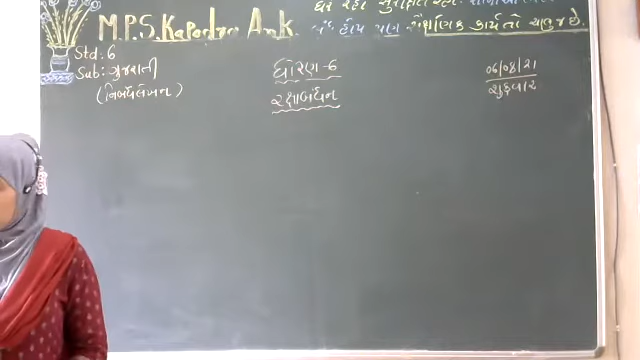 ઘર રહો સુરક્ષિત રહો
M.P.S. Kapodra Ank. શૈક્ષણિક કાર્ય તો ચાલુ જ છે.
Std: 6
Sub: ગુજરાતી
(નિબંધલેખન)
ધોરણ-6
રક્ષાબંધન
06/08/21
શુક્રવાર